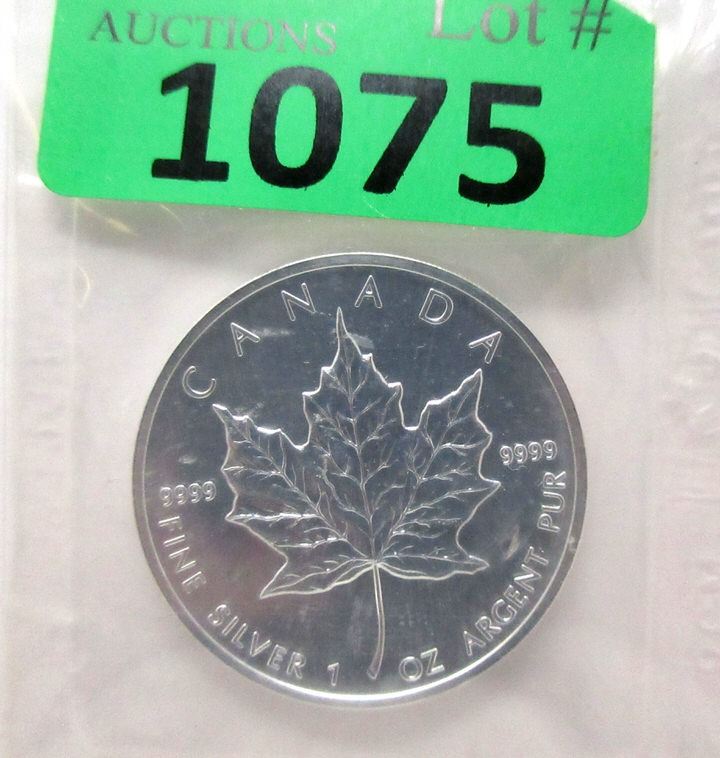 AUCTIONS Lot #
1075
CANADA
9999 9999
FINE SILVER 1 OZ ARGENT PUR